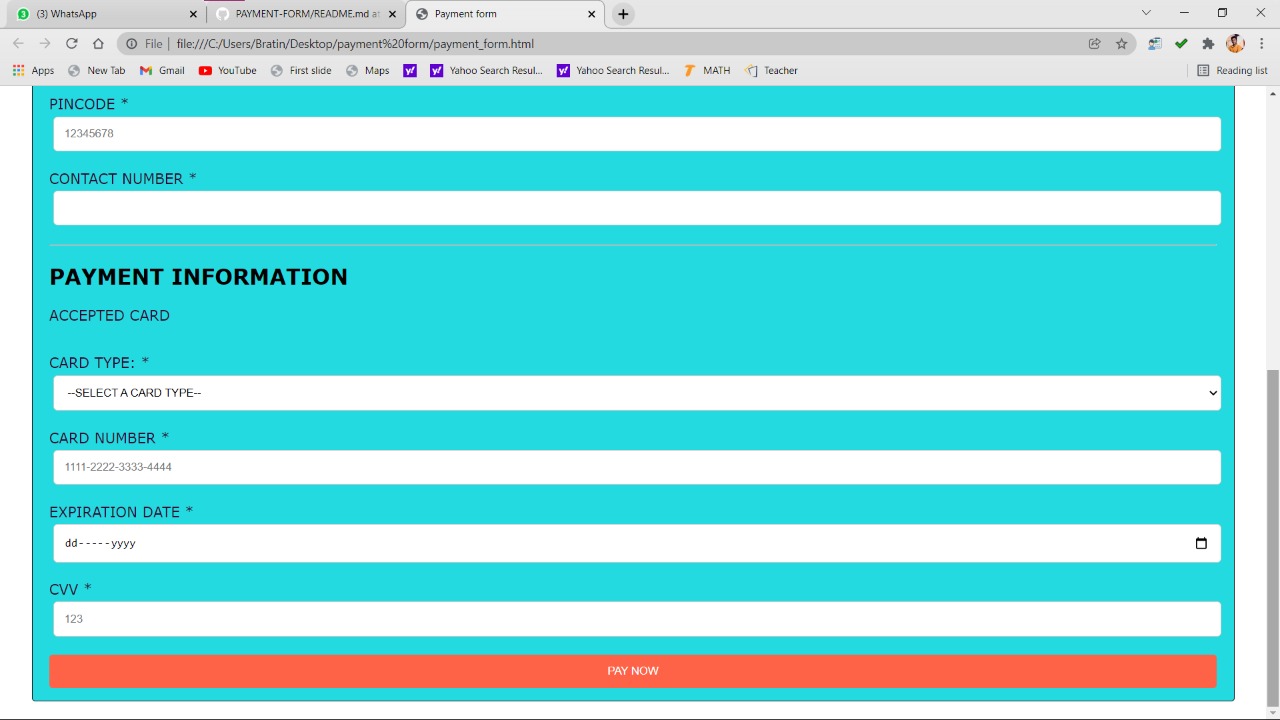 (3) WhatsApp
PAYMENT-FORM/README.md at
Payment form
File | file:///C:/Users/Bratin/Desktop/payment%20form/payment_form.html
Apps New Tab Gmail YouTube First slide Maps Yahoo Search Resul... Yahoo Search Resul... MATH Teacher Reading list
PINCODE *
12345678
CONTACT NUMBER *
PAYMENT INFORMATION
ACCEPTED CARD
CARD TYPE: *
--SELECT A CARD TYPE--
CARD NUMBER *
1111-2222-3333-4444
EXPIRATION DATE *
dd-----yyyy
CVV *
123
PAY NOW